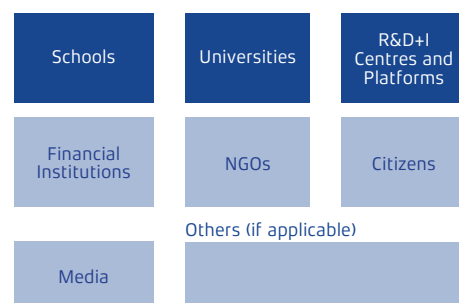 Schools
Universities
R&D+I
Centres and
Platforms
Financial
Institutions
NGOs
Citizens
Others (if applicable)
Media